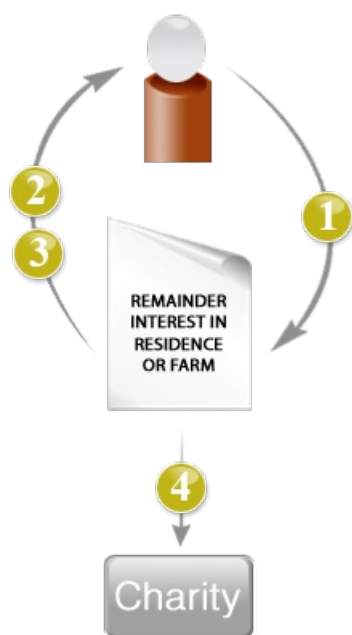 2
1
3
REMAINDER
INTEREST IN
RESIDENCE
OR FARM
4
Charity